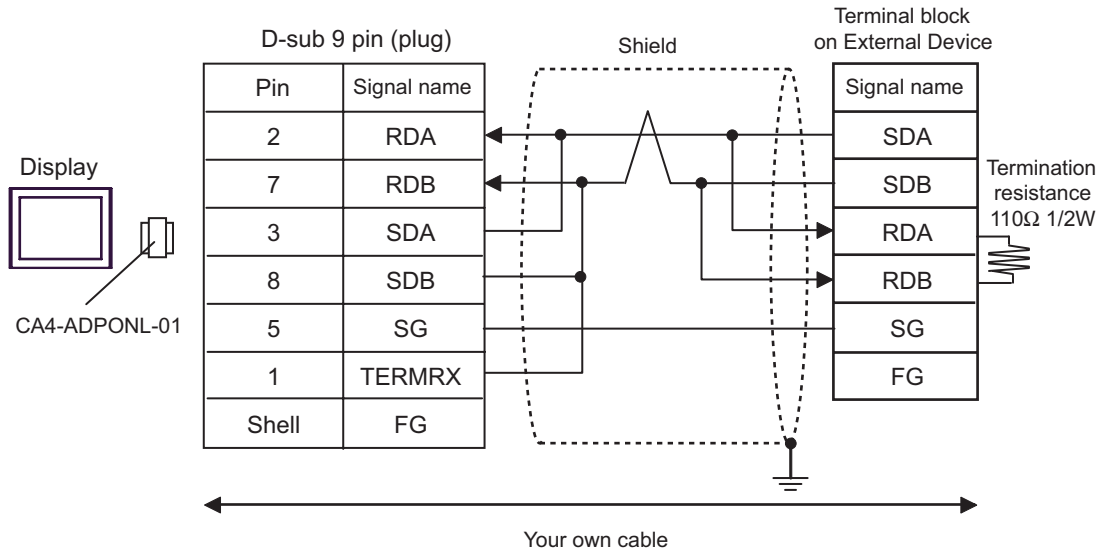 Terminal block
on External Device
D-sub 9 pin (plug)
Shield
Pin Signal name
2 RDA
7 RDB
3 SDA
8 SDB
5 SG
1 TERMRX
Shell FG
Signal name
SDA
SDB
RDA
RDB
SG
FG
Termination
resistance
110Ω 1/2W
Display
CA4-ADPONL-01
Your own cable